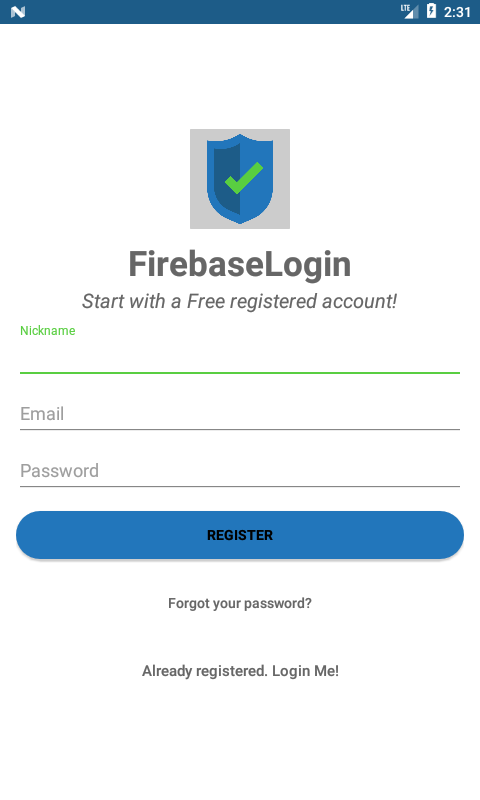 LTE 2:31
FirebaseLogin
Start with a Free registered account!
Nickname
Email
Password
REGISTER
Forgot your password?
Already registered. Login Me!